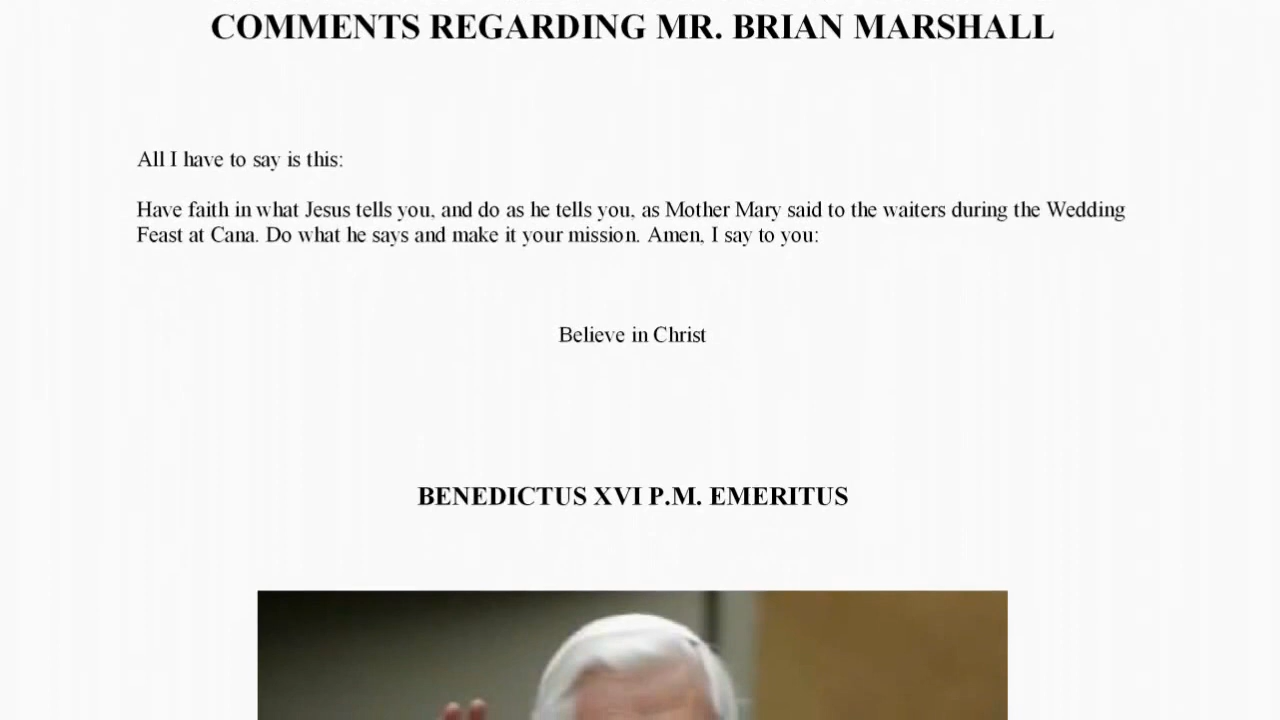 COMMENTS REGARDING MR. BRIAN MARSHALL
All I have to say is this:
Have faith in what Jesus tells you, and do as he tells you, as Mother Mary said to the waiters during the Wedding
Feast at Cana. Do what he says and make it your mission. Amen, I say to you:
Believe in Christ
BENEDICTUS XVI P.M. EMERITUS